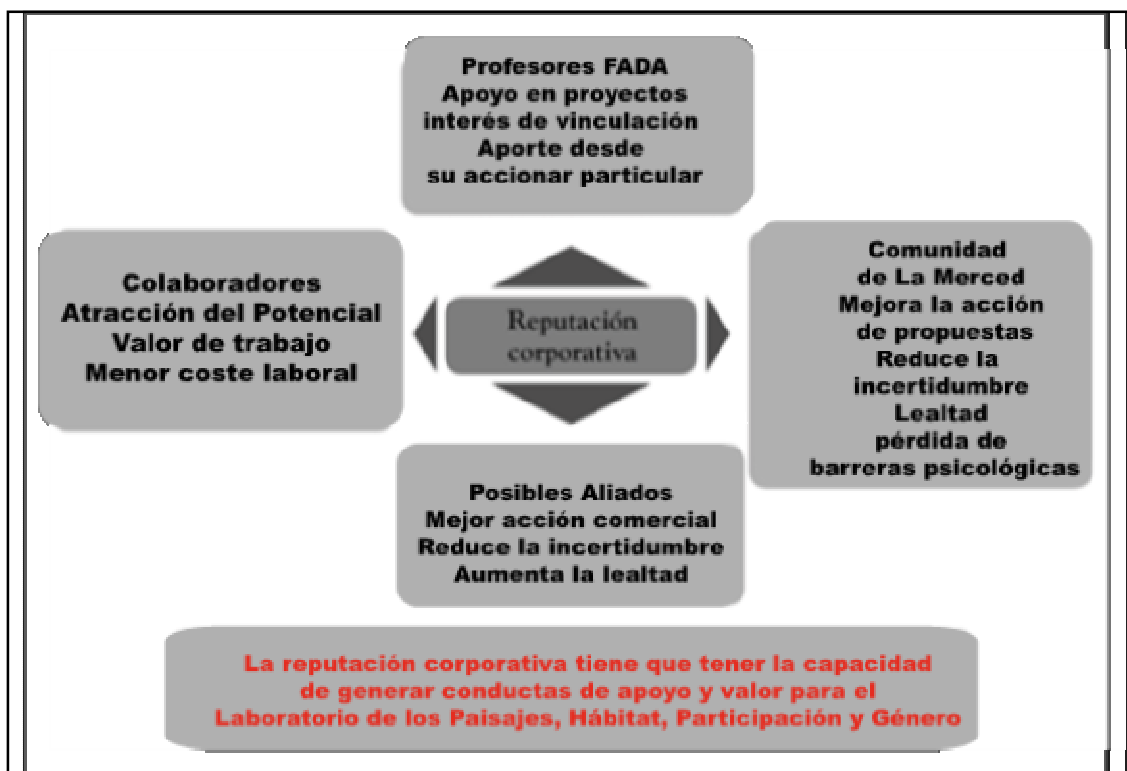 Profesores FADA
Apoyo en proyectos
interés de vinculación
Aporte desde
su accionar particular
Colaboradores
Atracción del Potencial
Valor de trabajo
Menor coste laboral
Reputación
corporativa
Comunidad
de La Merced
Mejora la acción
de propuestas
Reduce la
incertidumbre
Lealtad
pérdida de
barreras psicológicas
Posibles Aliados
Mejor acción comercial
Reduce la incertidumbre
Aumenta la lealtad
La reputación corporativa tiene que tener la capacidad
de generar conductas de apoyo y valor para el
Laboratorio de los Paisajes, Hábitat, Participación y Género